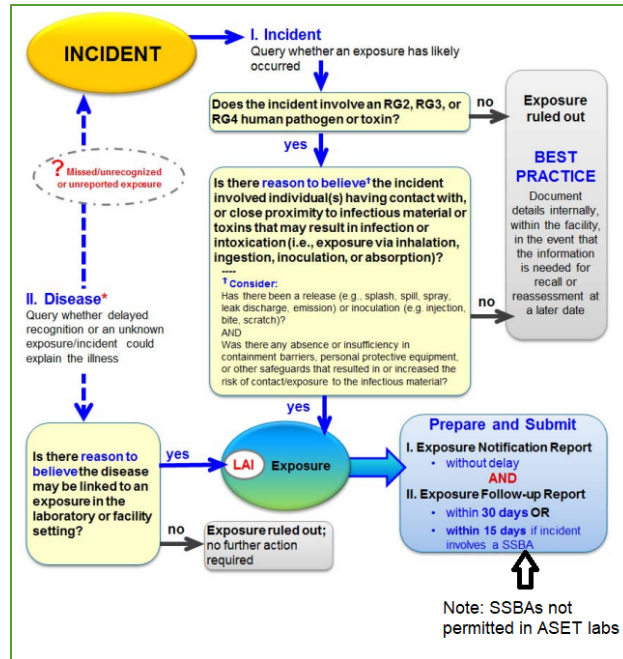 INCIDENT
I. Incident
Query whether an exposure has likely
occurred
Does the incident involve an RG2, RG3, or
RG4 human pathogen or toxin?
no
yes
Exposure
ruled out
BEST
PRACTICE
Document
details internally,
within the facility,
in the event that
the information
is needed for
recall or
reassessment at
a later date
? Missed/unrecognized
or unreported exposure
Is there reason to believe† the incident
involved individual(s) having contact with,
or close proximity to infectious material or
toxins that may result in infection or
intoxication (i.e., exposure via inhalation,
ingestion, inoculation, or absorption)?
----
† Consider:
Has there been a release (e.g., splash, spill, spray,
leak discharge, emission) or inoculation (e.g. injection,
bite, scratch)?
AND
Was there any absence or insufficiency in
containment barriers, personal protective equipment,
or other safeguards that resulted in or increased the
risk of contact/exposure to the infectious material?
no
yes
II. Disease*
Query whether delayed
recognition or an unknown
exposure/incident could
explain the illness
Is there reason to
believe the disease
may be linked to an
exposure in the
laboratory or facility
setting?
yes
LAI Exposure
no
Exposure ruled out;
no further action
required
Prepare and Submit
I. Exposure Notification Report
• without delay
AND
II. Exposure Follow-up Report
• within 30 days OR
• within 15 days if incident
involves a SSBA
Note: SSBAs not
permitted in ASET labs